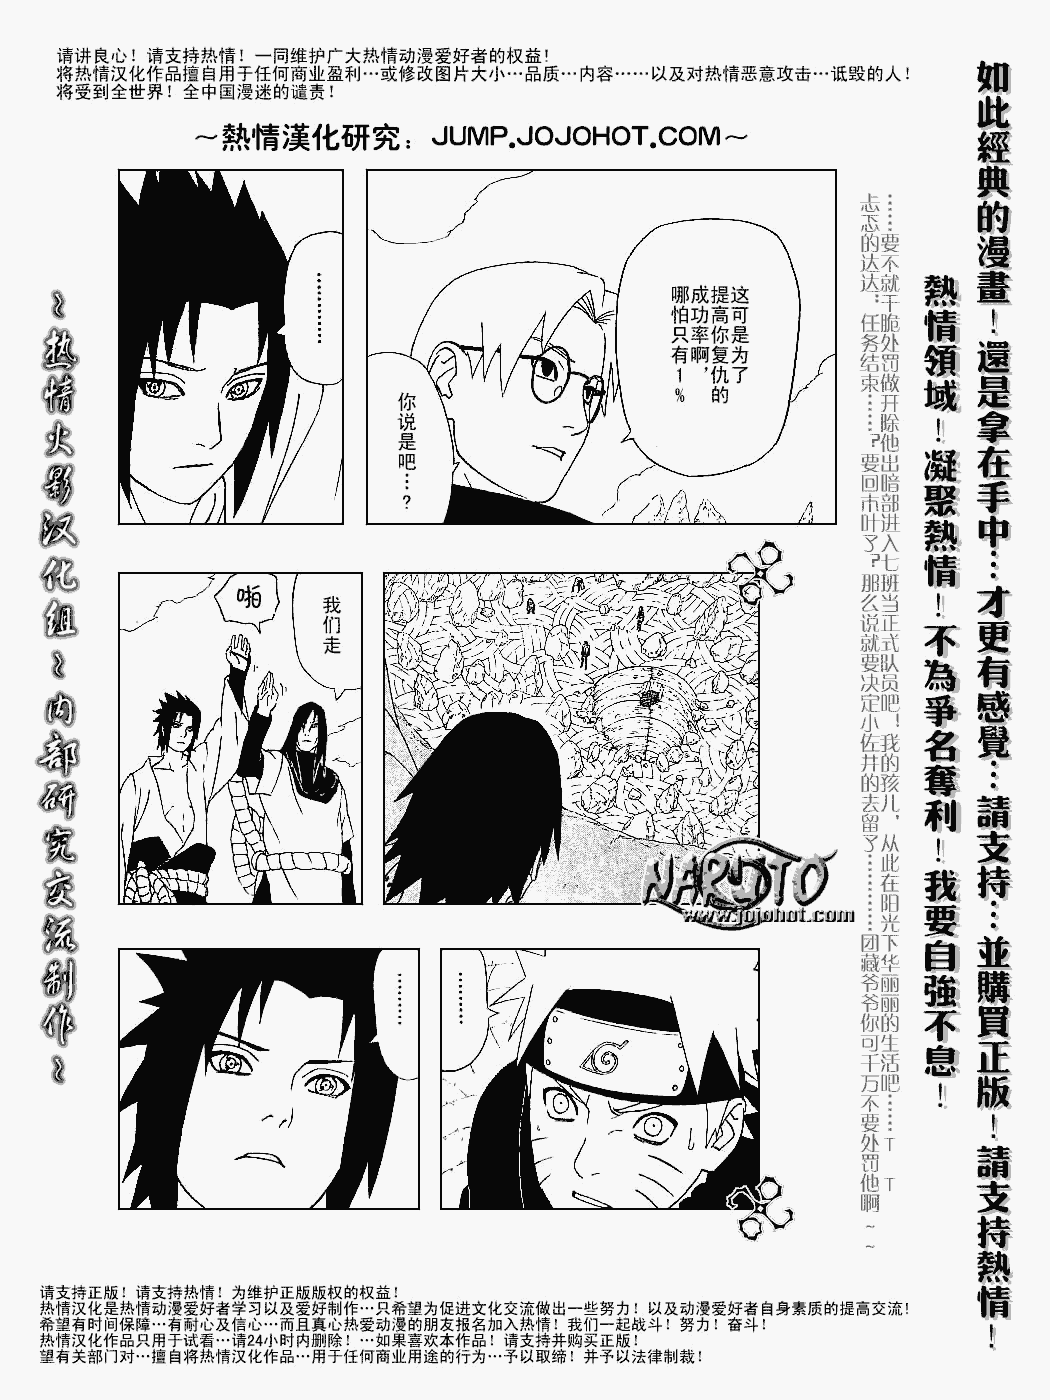 请讲良心！请支持热情！一同维护广大热情动漫爱好者的权益！
将热情汉化作品擅自用于任何商业盈利…或修改图片大小…品质…内容……以及对热情恶意攻击…诋毁的人！
将受到全世界！全中国漫迷的谴责！
～熱情漢化研究：JUMP.JOJOHOT.COM～
如此經典的漫畫！還是拿在手中…才更有感覺…請支持…並購買正版！請支持熱情！
熱情領域！凝聚熱情！不為爭名奪利！我要自強不息！
……要不就干脆处罚做开除他出暗部进入七班当正式队员吧！我的孩儿，从此在阳光下华丽丽的生活吧……T T
忐忑的达达：任务结束……？要回木叶了？那么说就要决定小佐井的去留了…………团藏爷爷你可千万不要处罚他啊~~
～热情火影汉化组～内部研究交流制作～
这可是为了
提高你复仇的
成功率啊，
哪怕只有1%
你说是吧…？
…………
我们走
啪
NARUTO
www.jojohot.com
………
………
请支持正版！请支持热情！为维护正版版权的权益！
热情汉化是热情动漫爱好者学习以及爱好制作…只希望为促进文化交流做出一些努力！以及动漫爱好者自身素质的提高交流！
希望有时间保障…有耐心及信心…而且真心热爱动漫的朋友报名加入热情！我们一起战斗！努力！奋斗！
热情汉化作品只用于试看…请24小时内删除！…如果喜欢本作品！请支持并购买正版！
望有关部门对…擅自将热情汉化作品…用于任何商业用途的行为…予以取缔！并予以法律制裁！